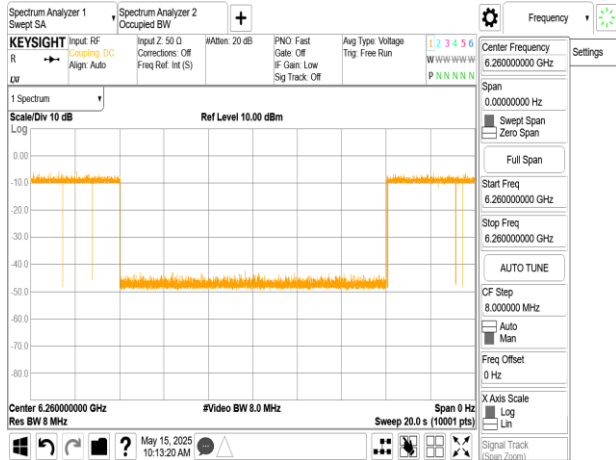 Spectrum Analyzer 1
Swept SA
Spectrum Analyzer 2
Occupied BW
+
Frequency
KEYSIGHT
R
Input: RF
Coupling: DC
Align: Auto
Input Z: 50 Ω
Corrections: Off
Freq Ref: Int (S)
#Atten: 20 dB
PNO: Fast
Gate: Off
IF Gain: Low
Sig Track: Off
Avg Type: Voltage
Trig: Free Run
1 2 3 4 5 6
W W W W W W
P N N N N N
LXI
1 Spectrum
Scale/Div 10 dB
Ref Level 10.00 dBm
Log
0.00
-10.0
-20.0
-30.0
-40.0
-50.0
-60.0
-70.0
-80.0
Center 6.260000000 GHz
#Video BW 8.0 MHz
Span 0 Hz
Res BW 8 MHz
Sweep 20.0 s (10001 pts)
?
May 15, 2025
10:13:20 AM
Center Frequency
6.260000000 GHz
Settings
Span
0.00000000 Hz
Swept Span
Zero Span
Full Span
Start Freq
6.260000000 GHz
Stop Freq
6.260000000 GHz
AUTO TUNE
CF Step
8.000000 MHz
Auto
Man
Freq Offset
0 Hz
X Axis Scale
Log
Lin
Signal Track
(Span Zoom)